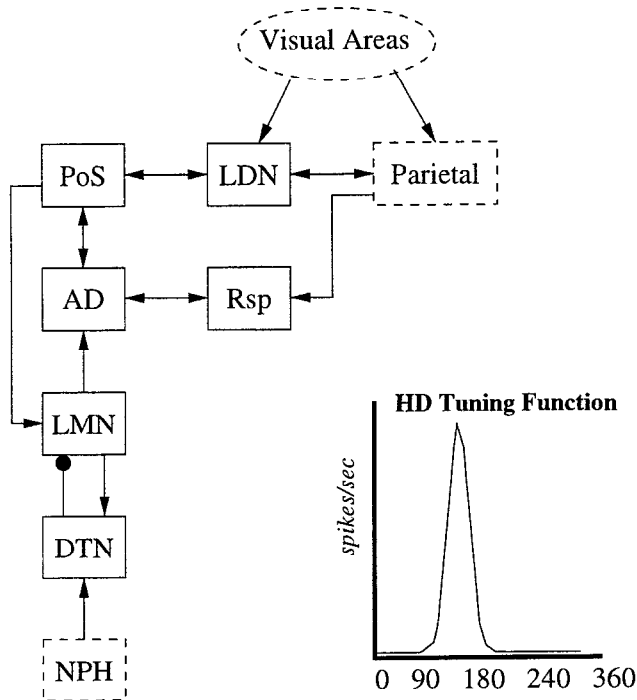 Visual Areas
PoS
LDN
Parietal
AD
Rsp
LMN
HD Tuning Function
spikes/sec
DTN
NPH
0 90 180 240 360